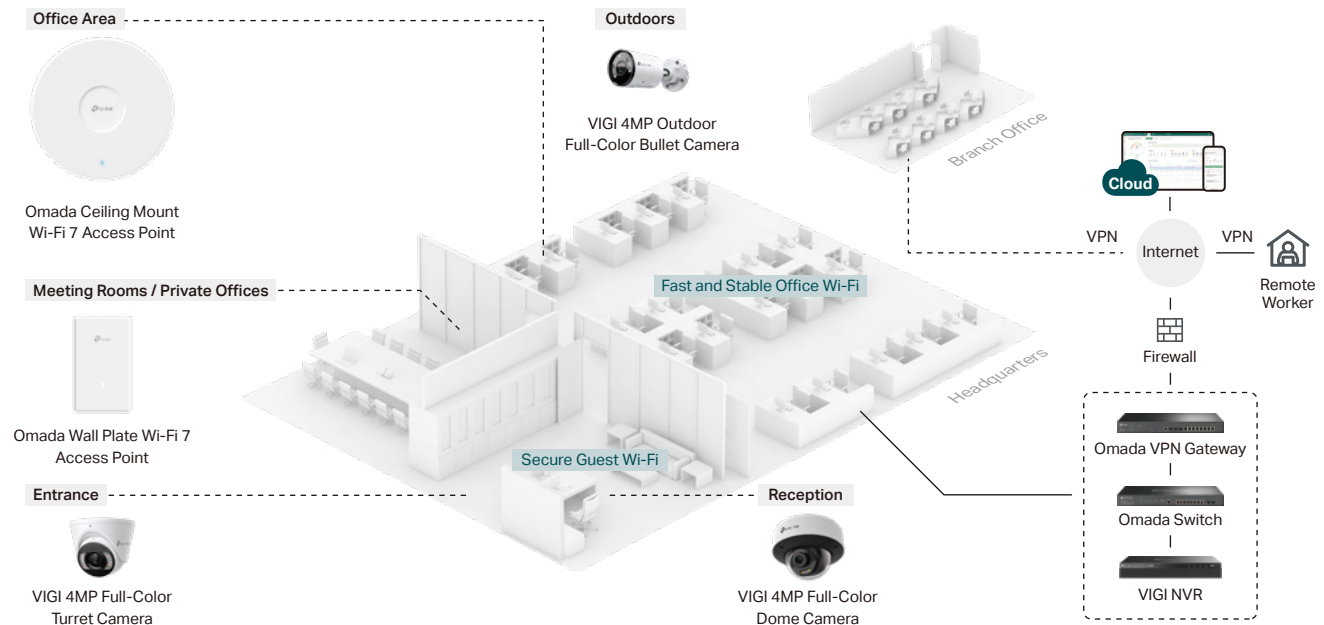 Office Area
Outdoors
tp-link
VIGI 4MP Outdoor
Full-Color Bullet Camera
Branch Office
Cloud
Omada Ceiling Mount
Wi-Fi 7 Access Point
VPN
Internet
VPN
Remote
Worker
Meeting Rooms / Private Offices
Fast and Stable Office Wi-Fi
Firewall
Headquarters
Omada Wall Plate Wi-Fi 7
Access Point
Omada VPN Gateway
Secure Guest Wi-Fi
Entrance
Reception
Omada Switch
VIGI 4MP Full-Color
Turret Camera
VIGI 4MP Full-Color
Dome Camera
VIGI NVR